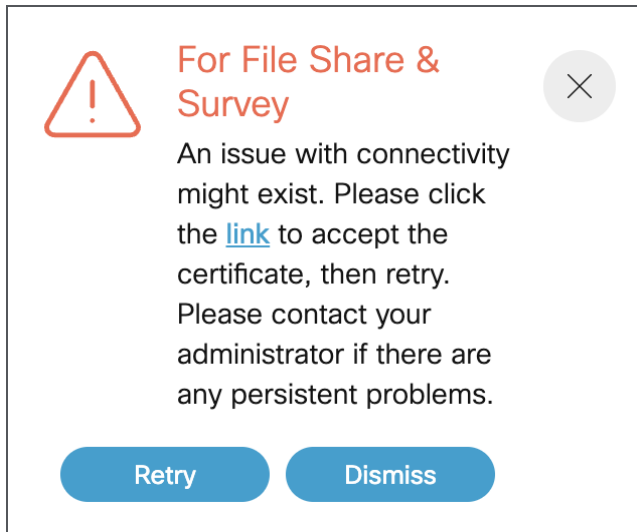 For File Share &
Survey
An issue with connectivity
might exist. Please click
the link to accept the
certificate, then retry.
Please contact your
administrator if there are
any persistent problems.
Retry
Dismiss